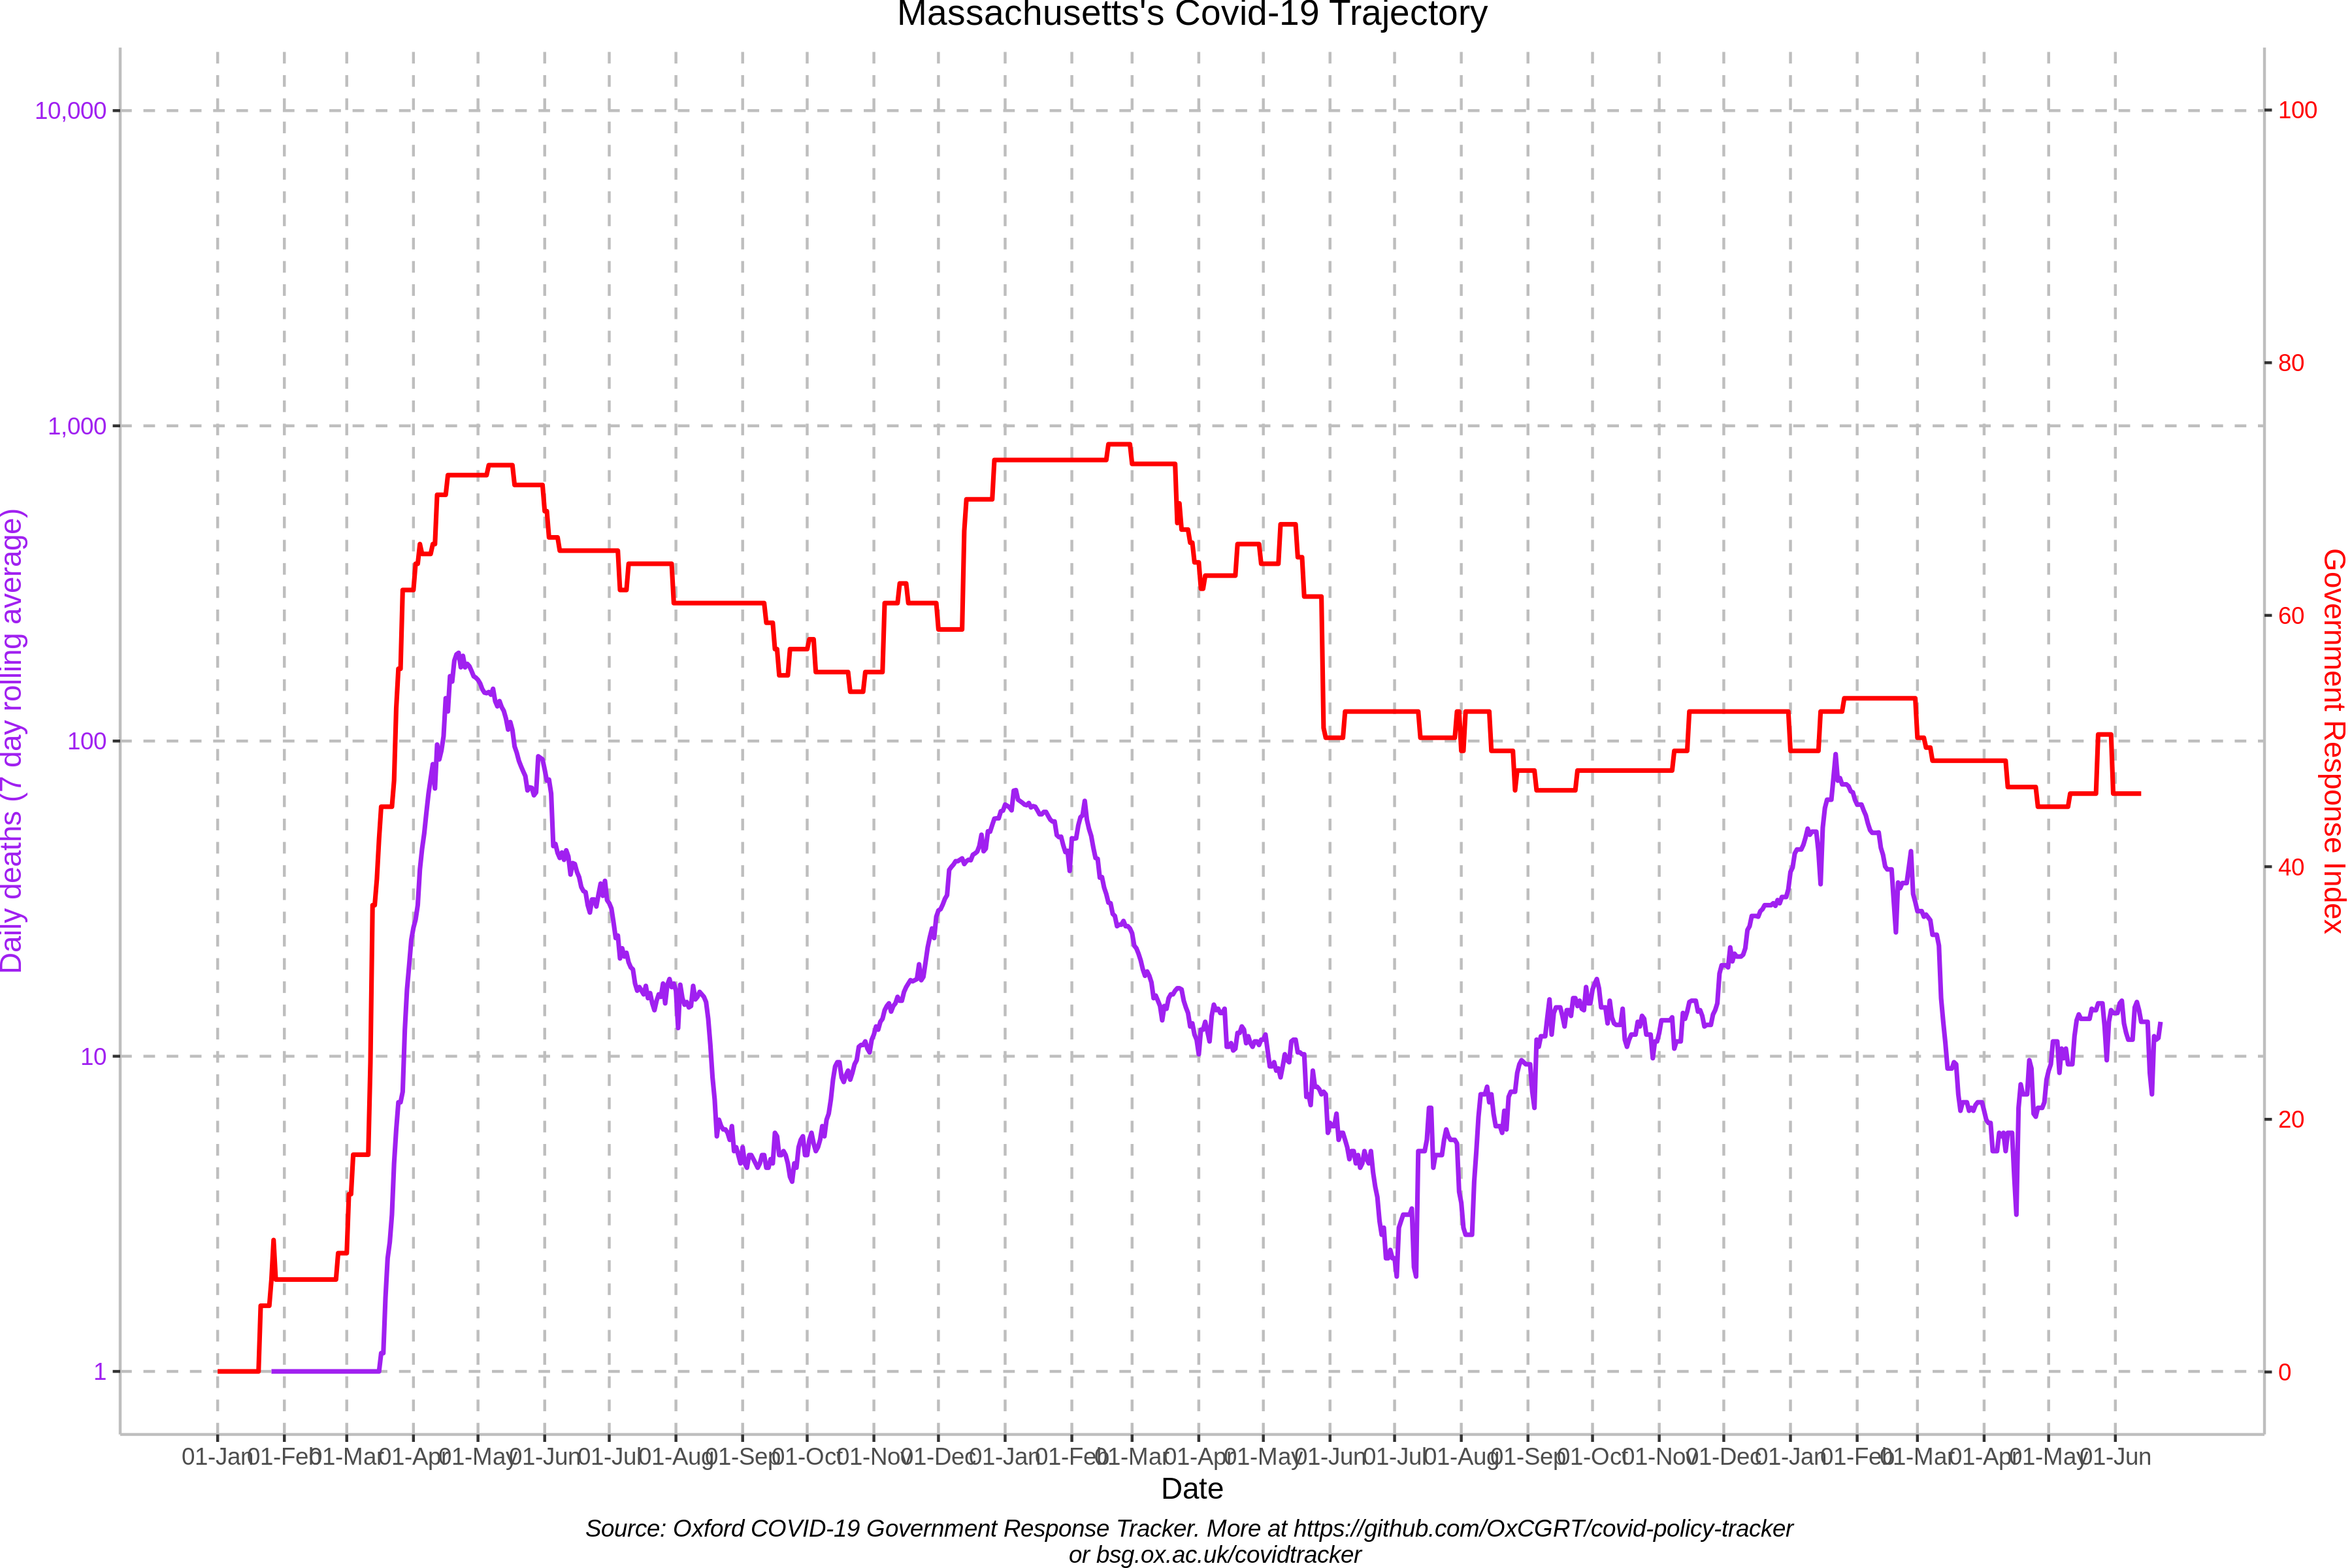 Massachusetts's Covid-19 Trajectory
10,000
1,000
100
10
1
Daily deaths (7 day rolling average)
100
80
60
40
20
0
Government Response Index
01-Jan 01-Feb 01-Mar 01-Apr 01-May 01-Jun 01-Jul 01-Aug 01-Sep 01-Oct 01-Nov 01-Dec 01-Jan 01-Feb 01-Mar 01-Apr 01-May 01-Jun 01-Jul 01-Aug 01-Sep 01-Oct 01-Nov 01-Dec 01-Jan 01-Feb 01-Mar 01-Apr 01-May 01-Jun
Date
Source: Oxford COVID-19 Government Response Tracker. More at https://github.com/OxCGRT/covid-policy-tracker
or bsg.ox.ac.uk/covidtracker